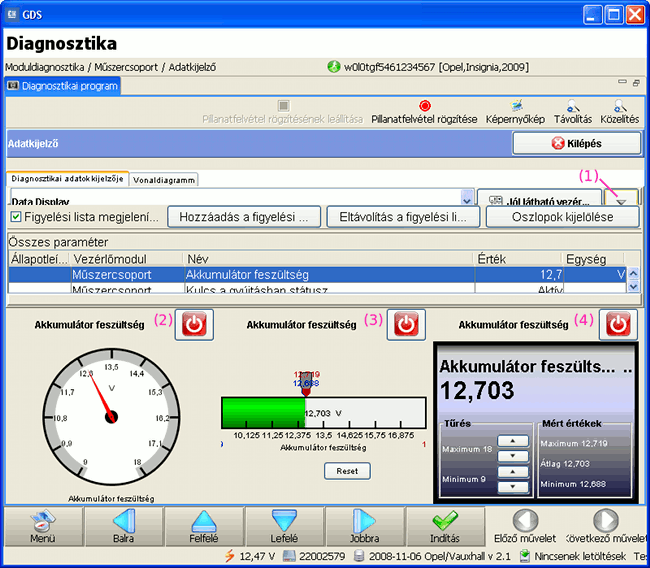 GDS
Diagnosztika
Moduldiagnosztika / Műszercsoport / Adatkijelző w0l0tgf5461234567 [Opel,Insignia,2009]
Diagnosztikai program
Pillanatfelvétel rögzítésének leállítása Pillanatfelvétel rögzítése Képernyőkép Távolítás Közelítés
Adatkijelző Kilépés
(1)
Diagnosztikai adatok kijelzője Vonaldiagramm
Data Display Jól látható vezér...
Figyelési lista megjelení... Hozzáadás a figyelési ... Eltávolítás a figyelési li... Oszlopok kijelölése
Összes paraméter
Állapotleí... Vezérlőmodul Név Érték Egység
Műszercsoport Akkumulátor feszültség 12,7 V
Műszercsoport Kulcs a gyújtásban státusz Aktív
Akkumulátor feszültség (2) Akkumulátor feszültség (3) Akkumulátor feszültség (4)
9 9,9 10,8 11,7 12,6 13,5 14,4 15,3 16,2 17,1 18
V
Akkumulátor feszültség
12,719
12,688
12,703 V
10,125 11,25 12,375 13,5 14,625 15,75 16,875
Akkumulátor feszültség
Reset
Akkumulátor feszülts... ..
12,703
Tűrés Mért értékek
Maximum 18 Maximum 12,719
Átlag 12,703
Minimum 9 Minimum 12,688
Menü Balra Felfelé Lefelé Jobbra Indítás Előző művelet Következő művelet
12,47 V 22002579 2008-11-06 Opel/Vauxhall v 2.1 Nincsenek letöltések Te